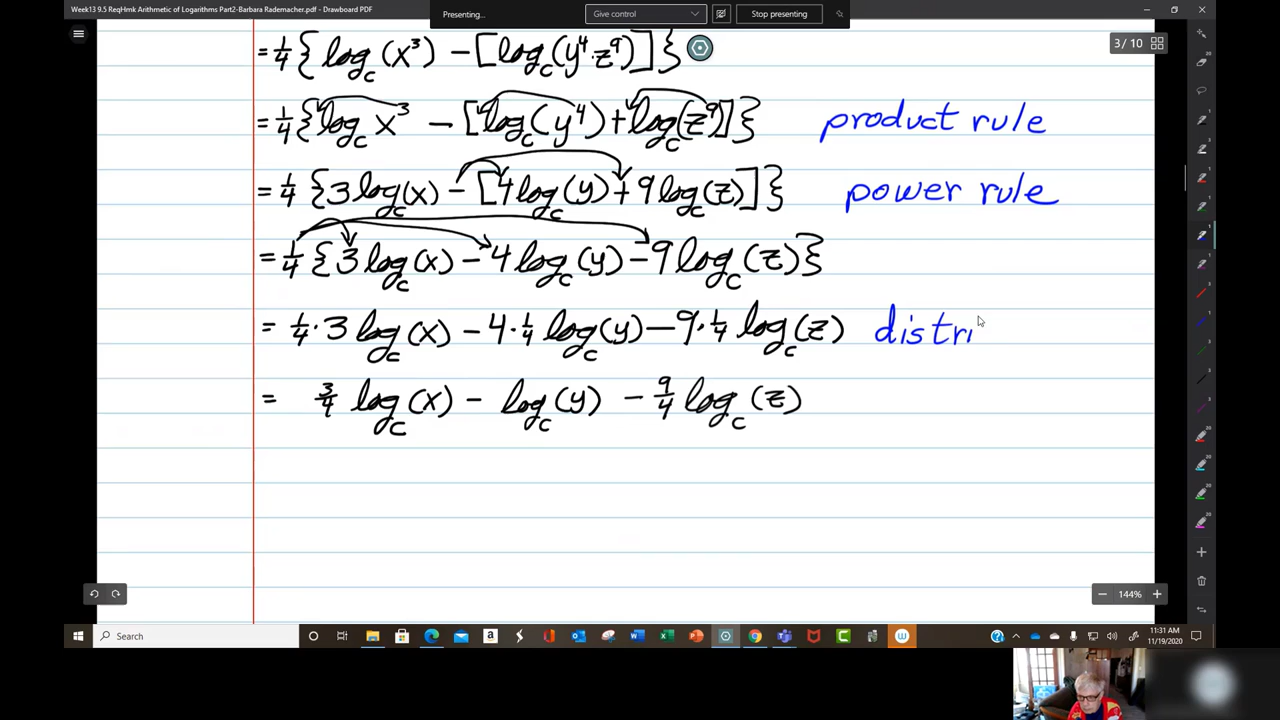 Week13 9.5 ReqHmk Arithmetic of Logarithms Part2-Barbara Rademacher.pdf - Drawboard PDF
Presenting...
Give control
Stop presenting
3 / 10
= 1/4 { log_c (x^3) - [log_c (y^4 · z^9)] }
= 1/4 { log_c x^3 - [log_c (y^4) + log_c (z^9)] } product rule
= 1/4 { 3 log_c (x) - [4 log_c (y) + 9 log_c (z)] } power rule
= 1/4 { 3 log_c (x) - 4 log_c (y) - 9 log_c (z) }
= 1/4 · 3 log_c (x) - 4 · 1/4 log_c (y) - 9 · 1/4 log_c (z) distri
= 3/4 log_c (x) - log_c (y) - 9/4 log_c (z)
144%
Search
11:31 AM
11/19/2020